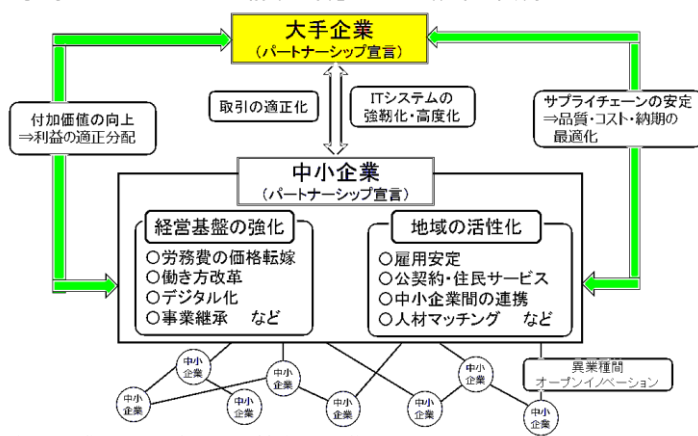 大手企業
(パートナーシップ宣言)
付加価値の向上
⇒利益の適正分配
取引の適正化
ITシステムの
強靭化・高度化
サプライチェーンの安定
⇒品質・コスト・納期の
最適化
中小企業
(パートナーシップ宣言)
経営基盤の強化
○労務費の価格転嫁
○働き方改革
○デジタル化
○事業継承 など
地域の活性化
○雇用安定
○公契約・住民サービス
○中小企業間の連携
○人材マッチング など
中小
企業
中小
企業
中小
企業
中小
企業
中小
企業
中小
企業
中小
企業
中小
企業
異業種間
オープンイノベーション